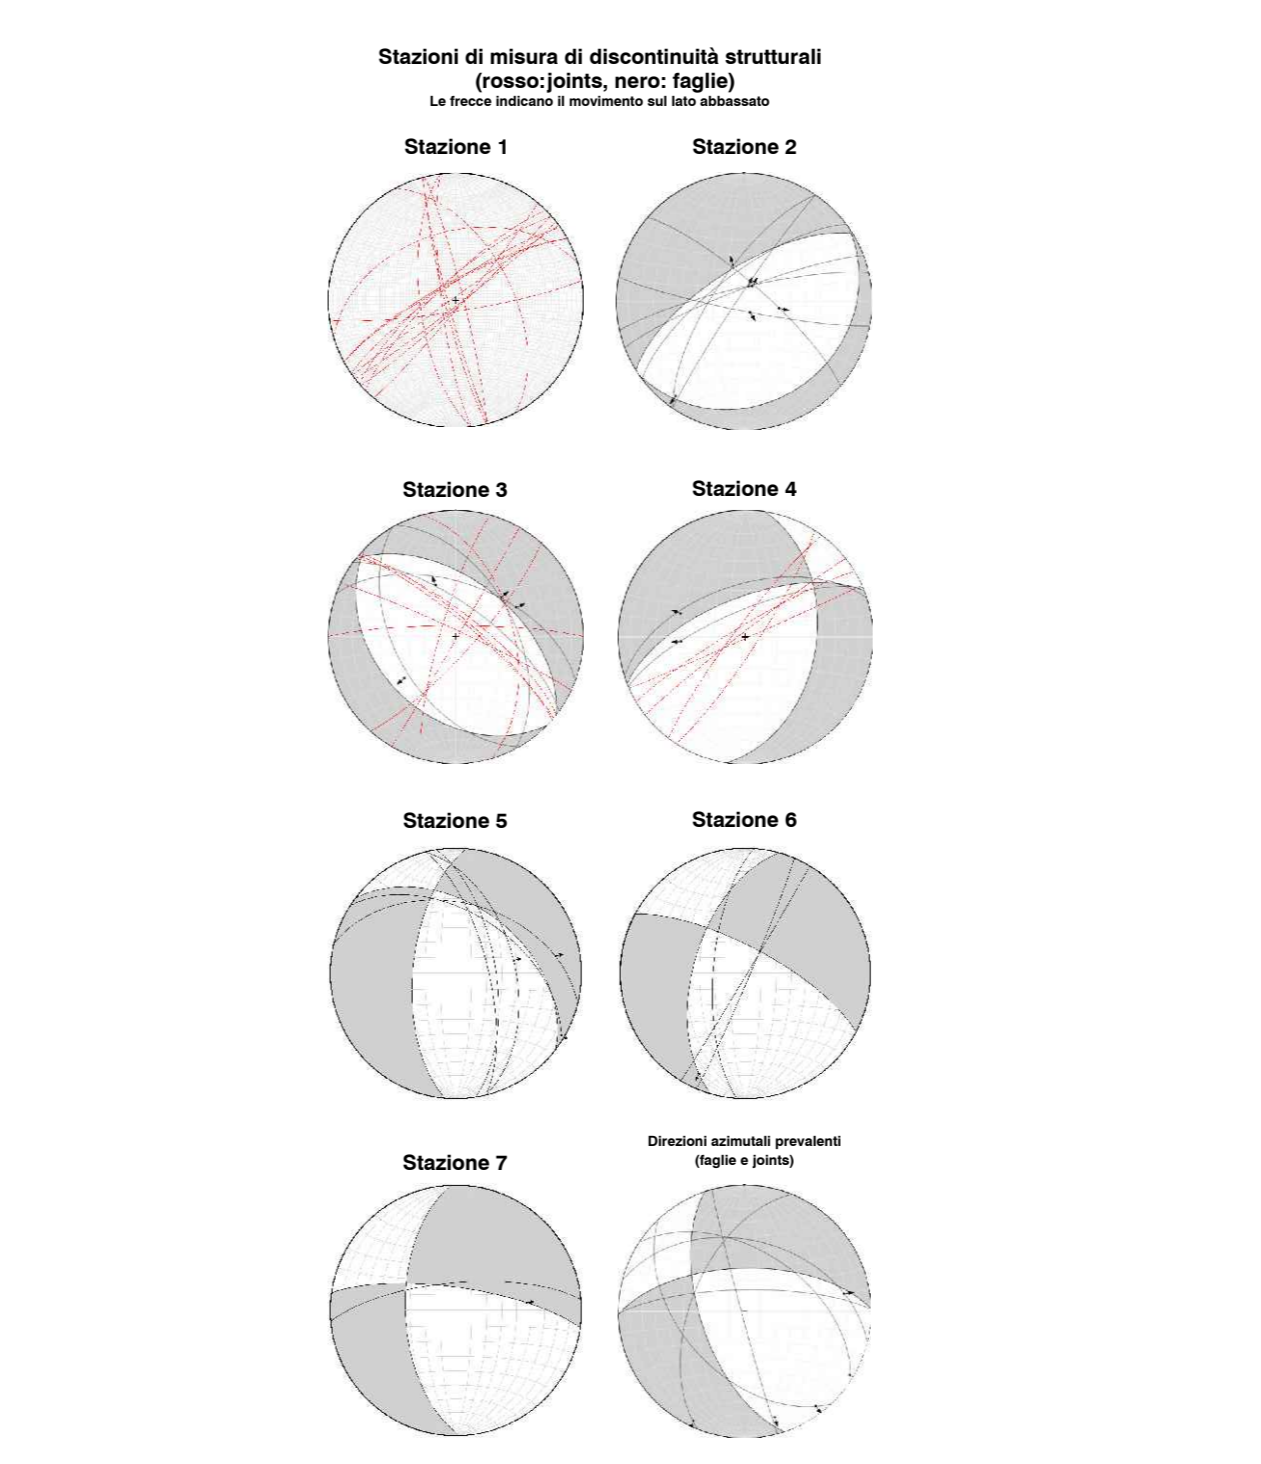 Stazioni di misura di discontinuità strutturali
(rosso:joints, nero: faglie)
Le frecce indicano il movimento sul lato abbassato
Stazione 1
Stazione 2
Stazione 3
Stazione 4
Stazione 5
Stazione 6
Stazione 7
Direzioni azimutali prevalenti
(faglie e joints)